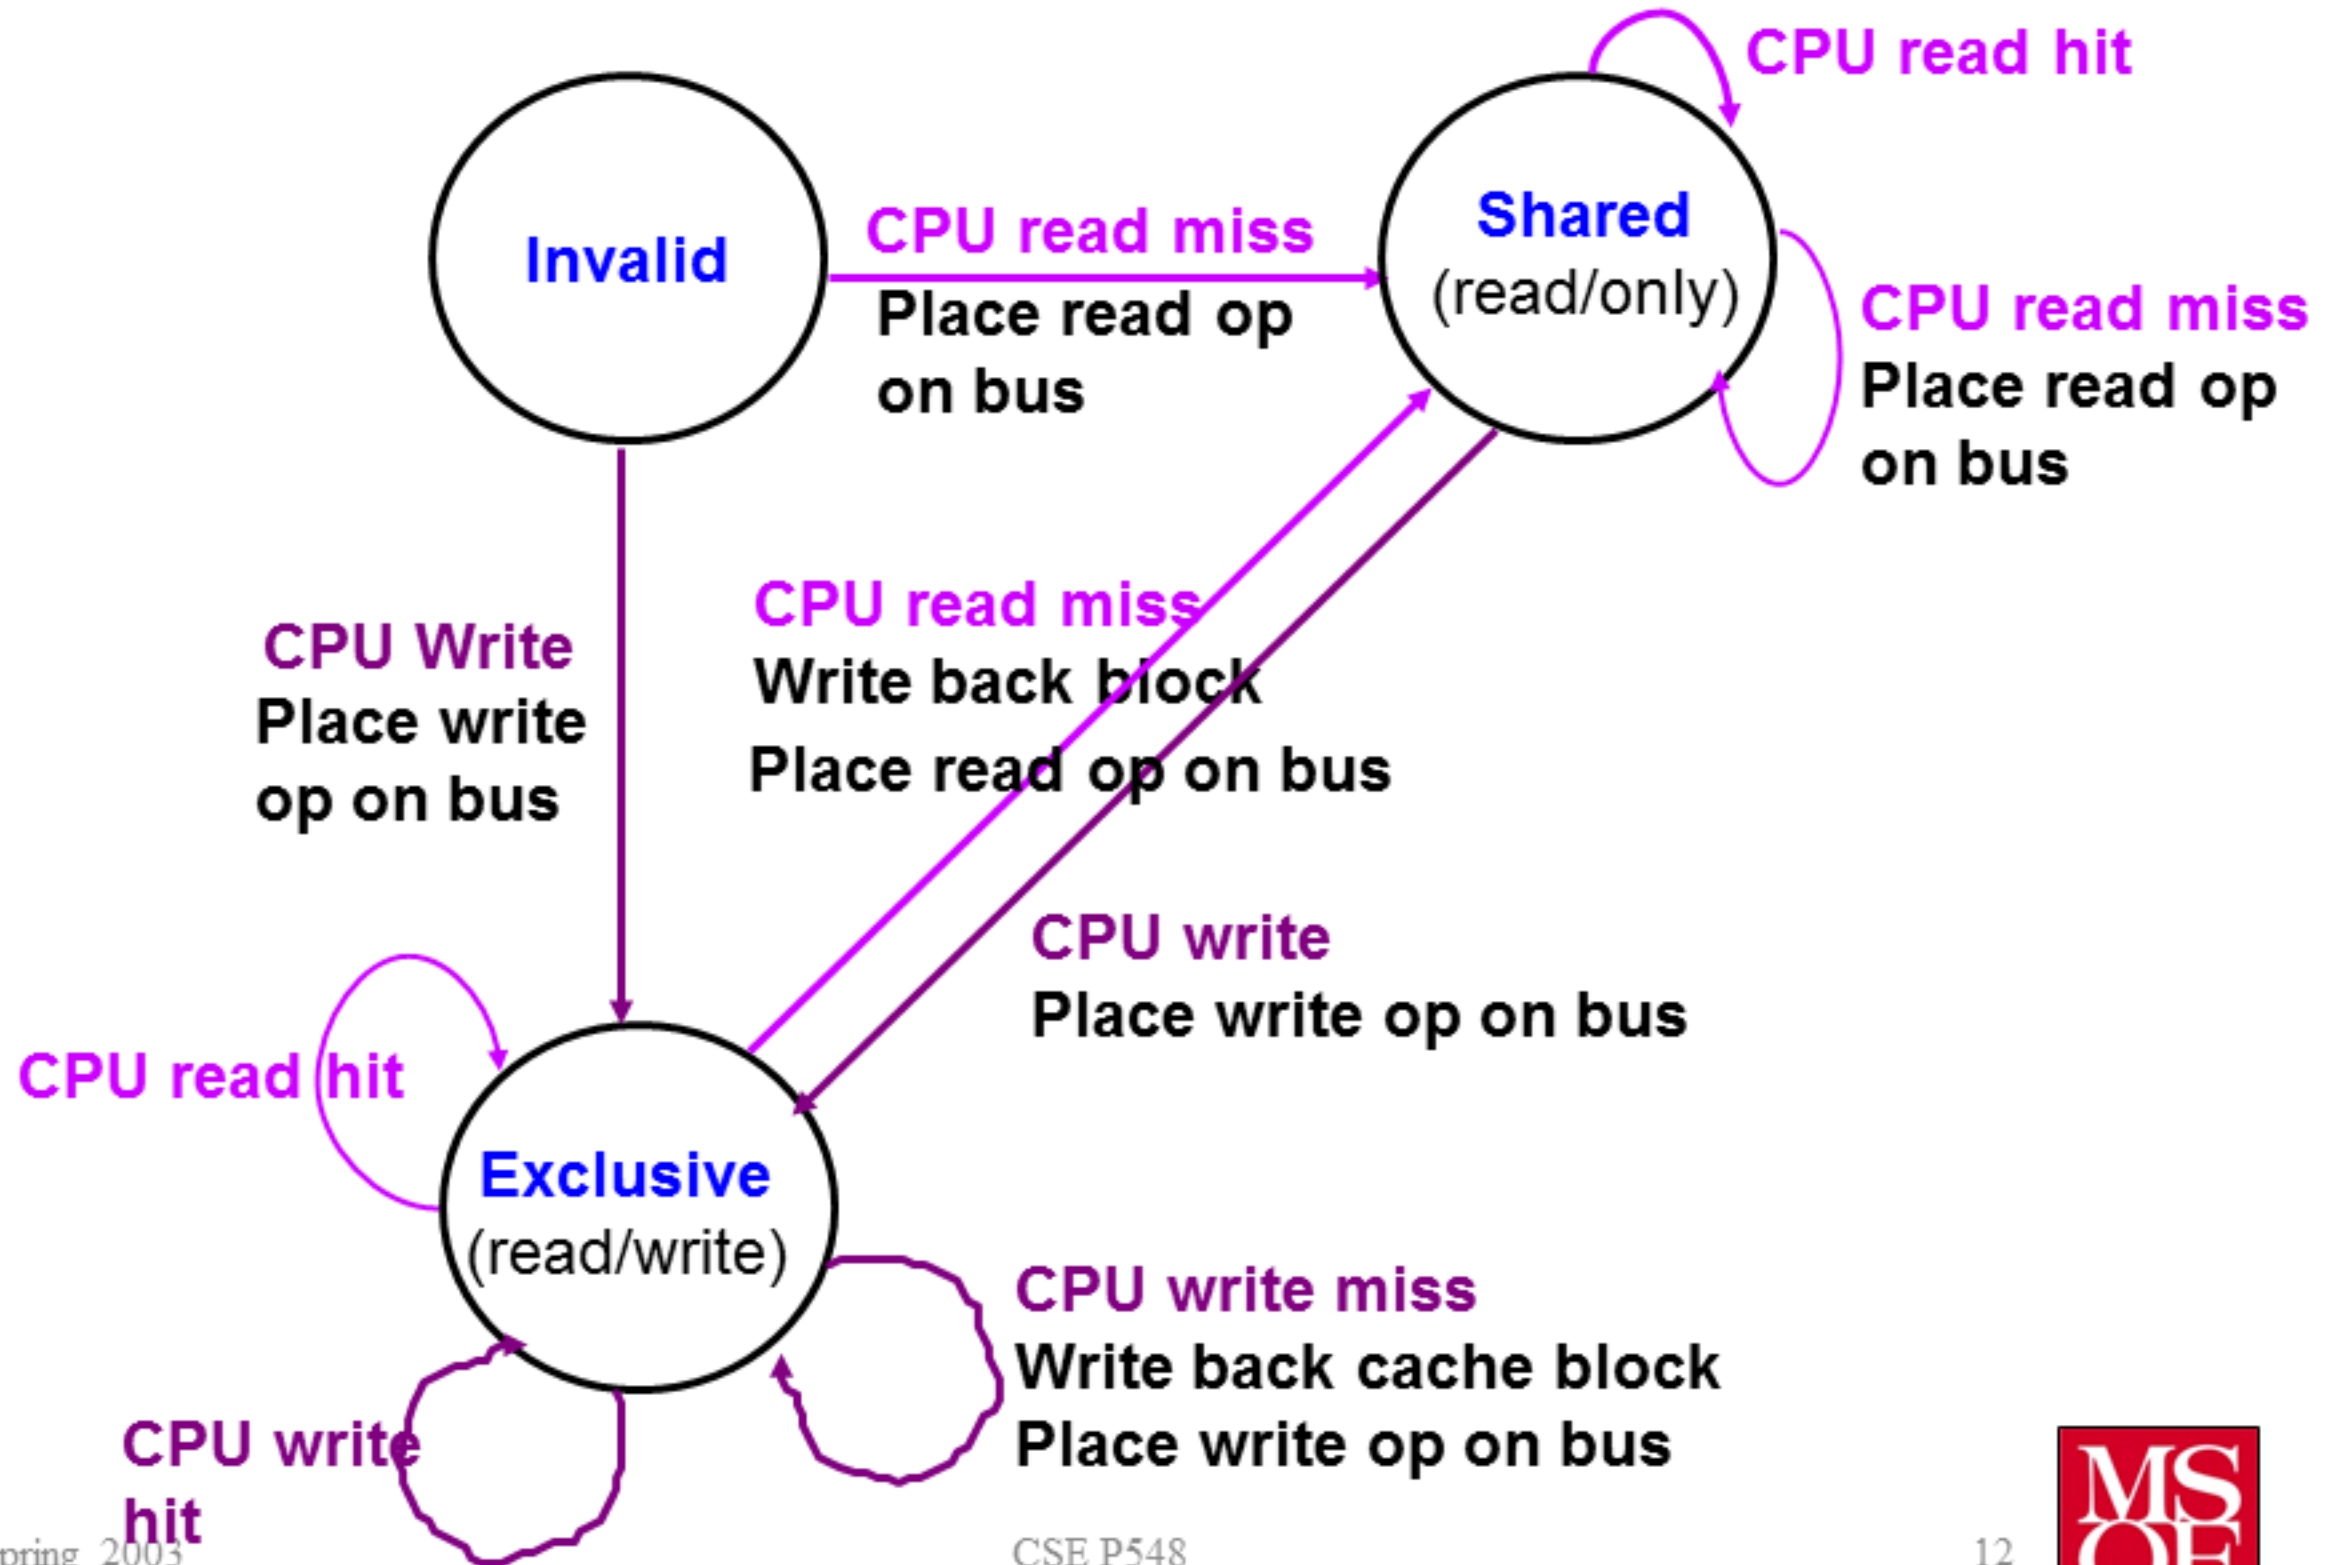 CPU read hit
Invalid
Shared
(read/only)
CPU read miss
Place read op
on bus
CPU read miss
Place read op
on bus
CPU Write
Place write
op on bus
CPU read miss
Write back block
Place read op on bus
CPU write
Place write op on bus
CPU read hit
Exclusive
(read/write)
CPU write miss
Write back cache block
Place write op on bus
CPU write
hit
pring 2003
CSE P548
12
MS